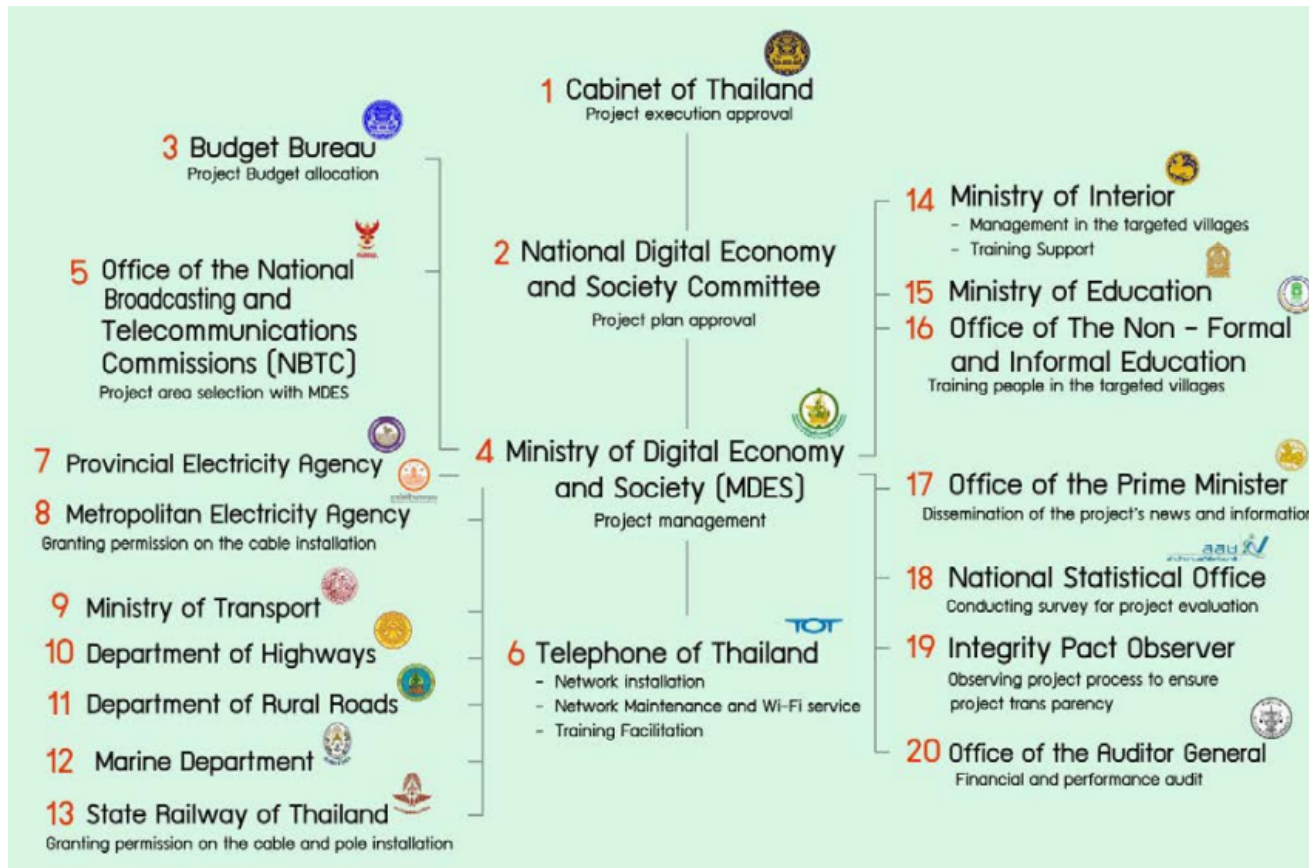 1 Cabinet of Thailand
Project execution approval
3 Budget Bureau
Project Budget allocation
2 National Digital Economy
and Society Committee
Project plan approval
5 Office of the National
Broadcasting and
Telecommunications
Commissions (NBTC)
Project area selection with MDES
4 Ministry of Digital Economy
and Society (MDES)
Project management
7 Provincial Electricity Agency
8 Metropolitan Electricity Agency
Granting permission on the cable installation
9 Ministry of Transport
10 Department of Highways
11 Department of Rural Roads
12 Marine Department
13 State Railway of Thailand
Granting permission on the cable and pole installation
TOT
6 Telephone of Thailand
- Network installation
- Network Maintenance and Wi-Fi service
- Training Facilitation
14 Ministry of Interior
- Management in the targeted villages
- Training Support
15 Ministry of Education
16 Office of The Non - Formal
and Informal Education
Training people in the targeted villages
17 Office of the Prime Minister
Dissemination of the project's news and information
สสช
18 National Statistical Office
Conducting survey for project evaluation
19 Integrity Pact Observer
Observing project process to ensure
project trans parency
20 Office of the Auditor General
Financial and performance audit